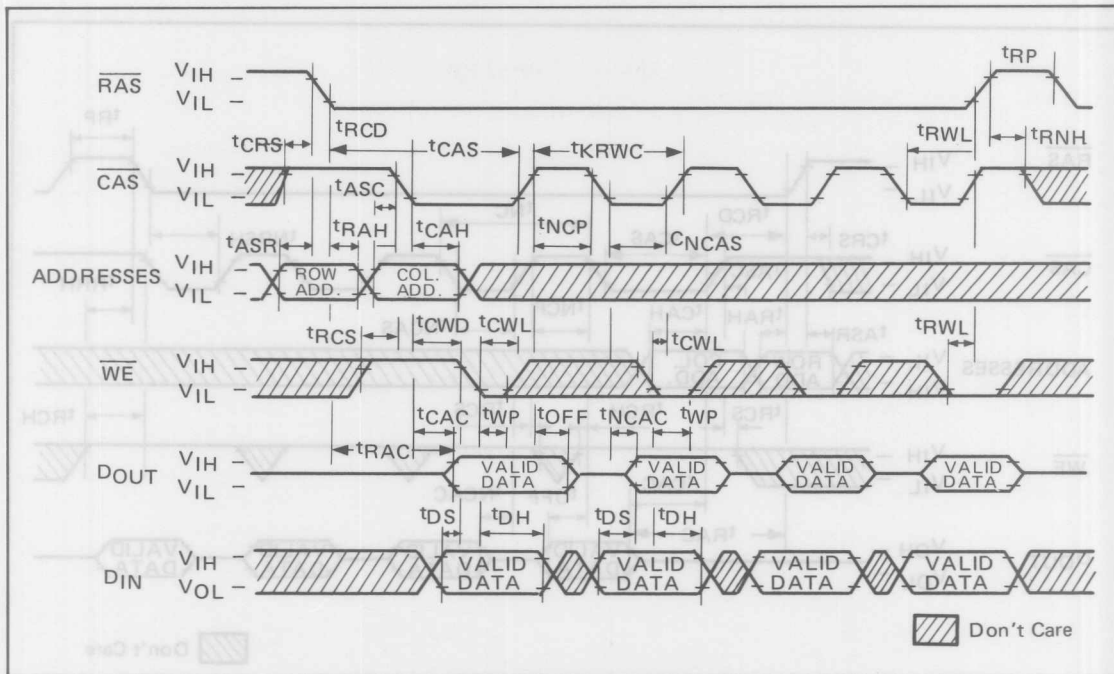 RAS VIH VIL tRP
tCRS tRCD tCAS tKRWC tRWL tRNH
CAS VIH VIL tASC
tASR tRAH tCAH tNCP CNCAS
ADDRESSES VIH VIL ROW ADD. COL. ADD.
tRCS tCWD tCWL tCWL tRWL
WE VIH VIL
tCAC tWP tOFF tNCAC tWP
tRAC
DOUT VIH VIL VALID DATA VALID DATA VALID DATA VALID DATA
tDS tDH tDS tDH
DIN VIH VOL VALID DATA VALID DATA VALID DATA VALID DATA
Don't Care